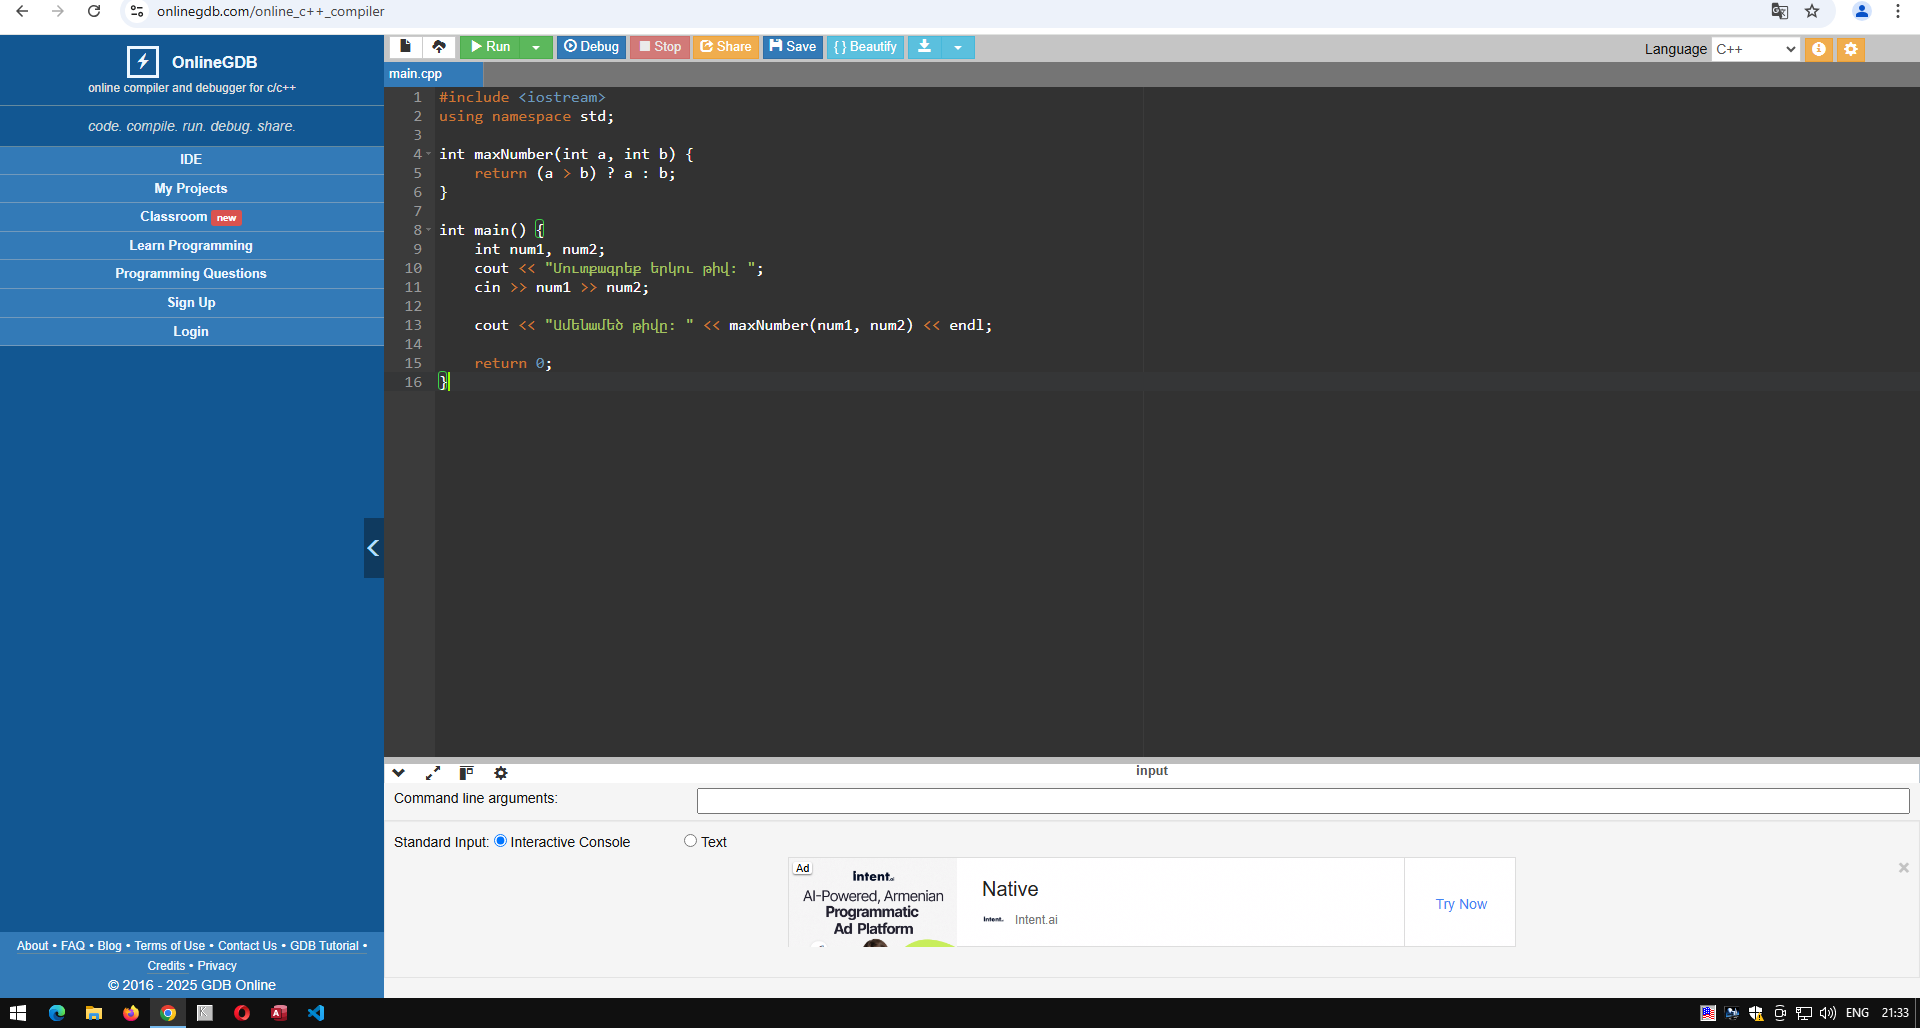 onlinegdb.com/online_c++_compiler
OnlineGDB
online compiler and debugger for c/c++
code. compile. run. debug. share.
IDE
My Projects
Classroom new
Learn Programming
Programming Questions
Sign Up
Login
About • FAQ • Blog • Terms of Use • Contact Us • GDB Tutorial •
Credits • Privacy
© 2016 - 2025 GDB Online
Run Debug Stop Share Save { } Beautify
Language C++
main.cpp
1 #include <iostream>
2 using namespace std;
3
4 int maxNumber(int a, int b) {
5 return (a > b) ? a : b;
6 }
7
8 int main() {
9 int num1, num2;
10 cout << "Մուտքագրեք երկու թիվ: ";
11 cin >> num1 >> num2;
12
13 cout << "Ամենամեծ թիվը: " << maxNumber(num1, num2) << endl;
14
15 return 0;
16 }
input
Command line arguments:
Standard Input: Interactive Console Text
Ad
intent.
AI-Powered, Armenian
Programmatic
Ad Platform
Native
intent. Intent.ai
Try Now
ENG 21:33